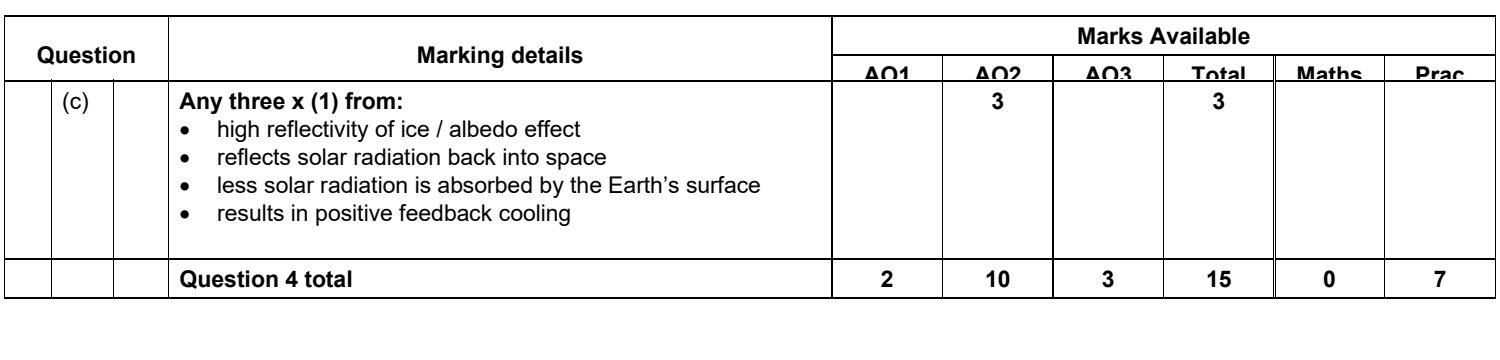 Question Marking details Marks Available
AO1 AO2 AO3 Total Maths Prac
(c) Any three x (1) from: 3 3
• high reflectivity of ice / albedo effect
• reflects solar radiation back into space
• less solar radiation is absorbed by the Earth's surface
• results in positive feedback cooling
Question 4 total 2 10 3 15 0 7